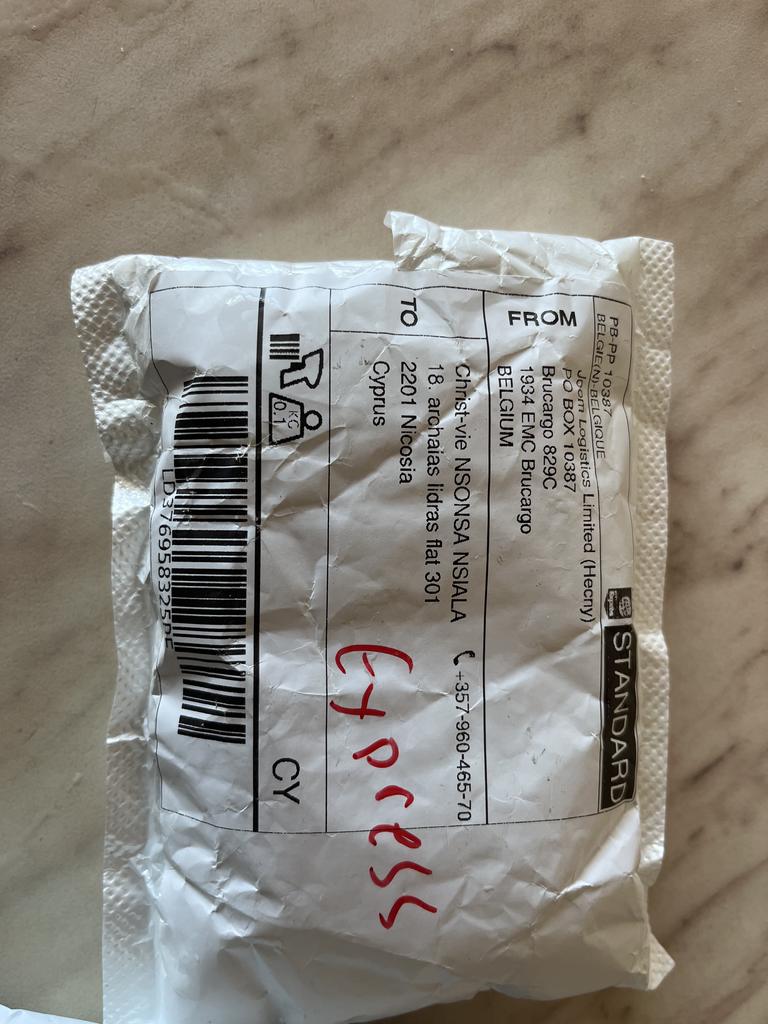 PB-PP 10387
BELGIE(N)-BELGIQUE
STANDARD
FROM
Joom Logistics Limited (Hecny)
PO BOX 10387
Brucargo 829C
1934 EMC Brucargo
BELGIUM
TO
Christ-vie NSONSA NSIALA +357-960-465-70
18. archaias lidras flat 301
2201 Nicosia
Cyprus
KG
0.1
CY
Cypress